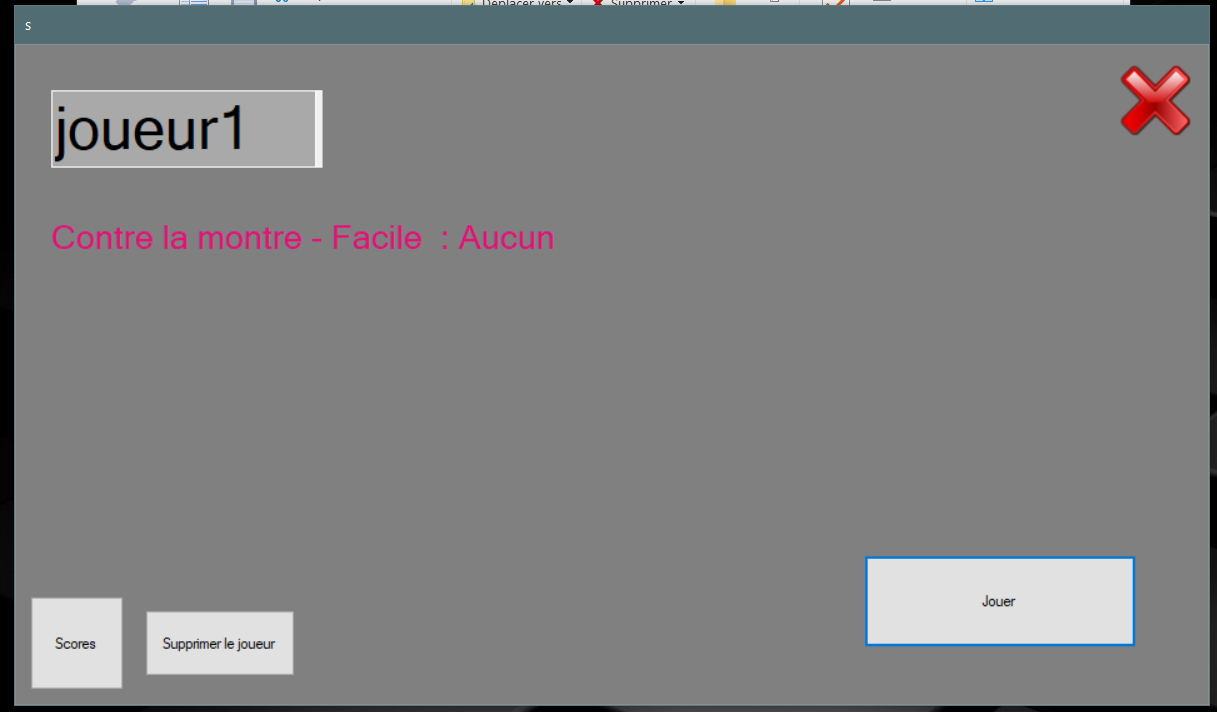 Déplacer vers Supprimer
s
joueur1
Contre la montre - Facile : Aucun
Jouer
Scores
Supprimer le joueur